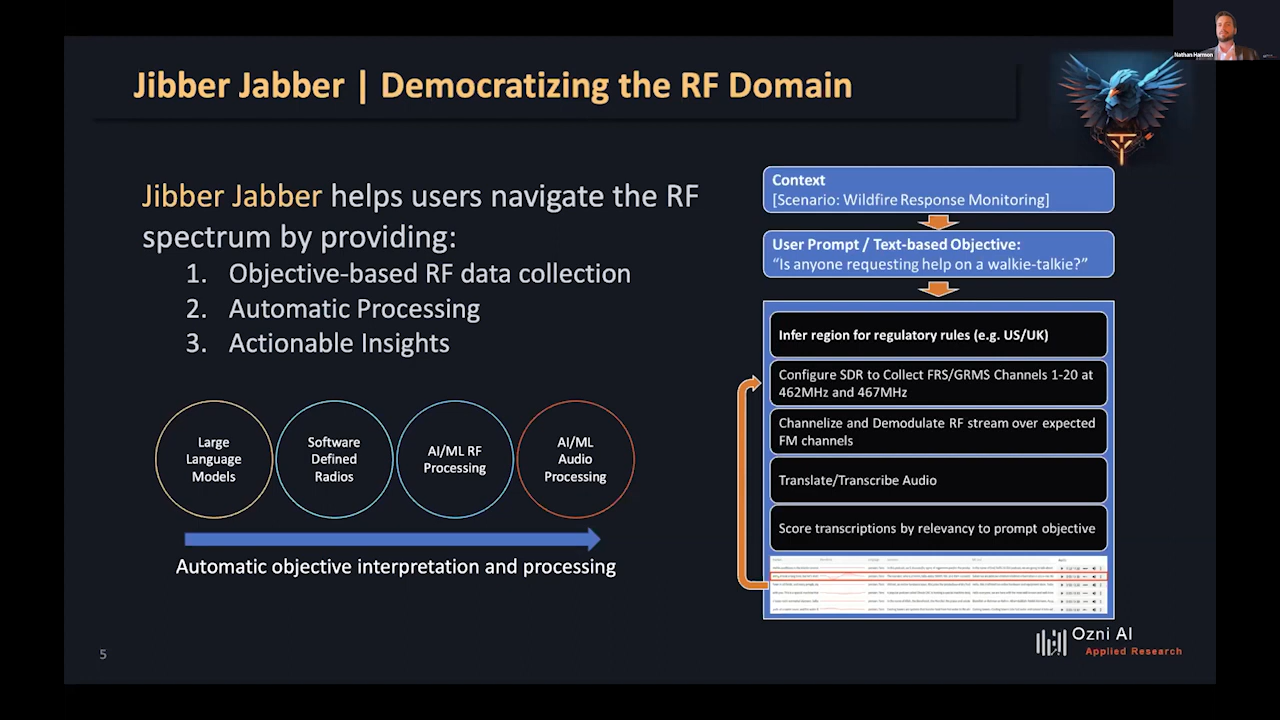 Nathan Harmon
Jibber Jabber | Democratizing the RF Domain
Jibber Jabber helps users navigate the RF
spectrum by providing:
1. Objective-based RF data collection
2. Automatic Processing
3. Actionable Insights
Large
Language
Models
Software
Defined
Radios
AI/ML RF
Processing
AI/ML
Audio
Processing
Automatic objective interpretation and processing
Context
[Scenario: Wildfire Response Monitoring]
User Prompt / Text-based Objective:
“Is anyone requesting help on a walkie-talkie?”
Infer region for regulatory rules (e.g. US/UK)
Configure SDR to Collect FRS/GRMS Channels 1-20 at
462MHz and 467MHz
Channelize and Demodulate RF stream over expected
FM channels
Translate/Transcribe Audio
Score transcriptions by relevancy to prompt objective
Ozni AI
Applied Research
5